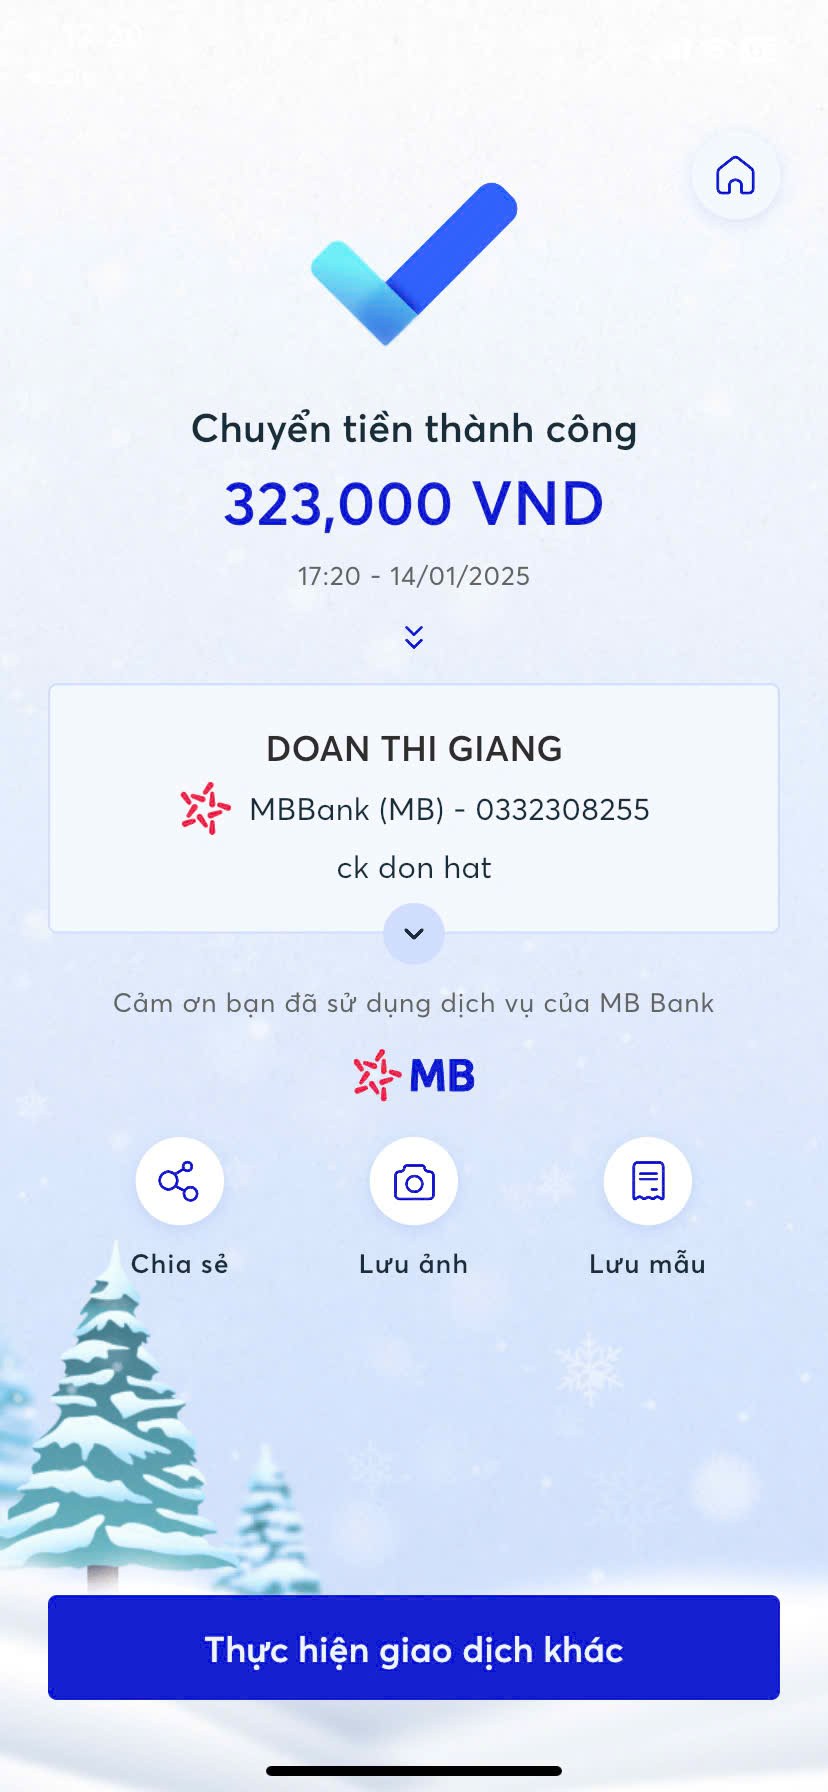 Chuyển tiền thành công
323,000 VND
17:20 - 14/01/2025
DOAN THI GIANG
MBBank (MB) - 0332308255
ck don hat
Cảm ơn bạn đã sử dụng dịch vụ của MB Bank
MB
Chia sẻ
Lưu ảnh
Lưu mẫu
Thực hiện giao dịch khác